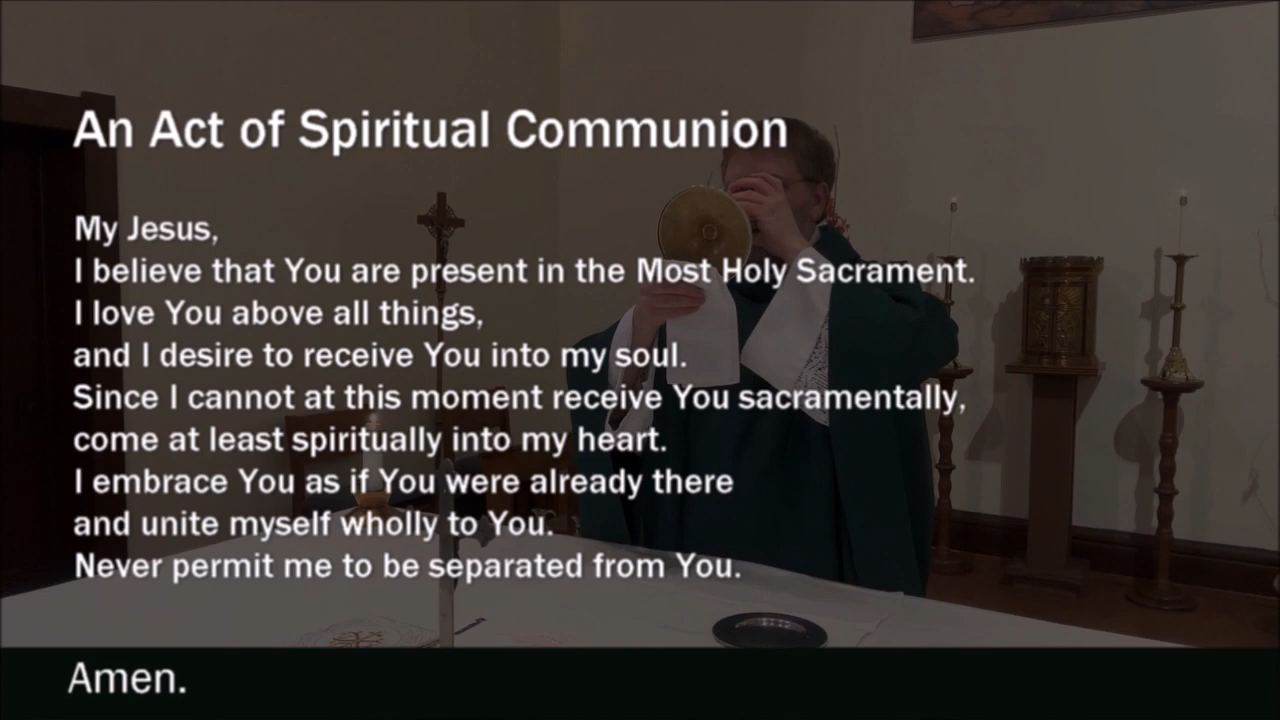 An Act of Spiritual Communion
My Jesus,
I believe that You are present in the Most Holy Sacrament.
I love You above all things,
and I desire to receive You into my soul.
Since I cannot at this moment receive You sacramentally,
come at least spiritually into my heart.
I embrace You as if You were already there
and unite myself wholly to You.
Never permit me to be separated from You.
Amen.